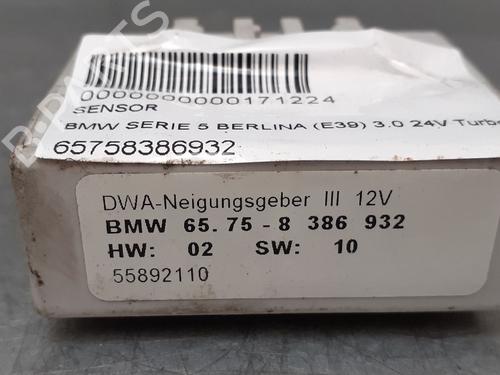 0000000000171224
SENSOR
BMW SERIE 5 BERLINA (E39) 3.0 24V Turbo
65758386932
DWA-Neigungsgeber III 12V
BMW 65.75-8 386 932
HW: 02 SW: 10
55892110